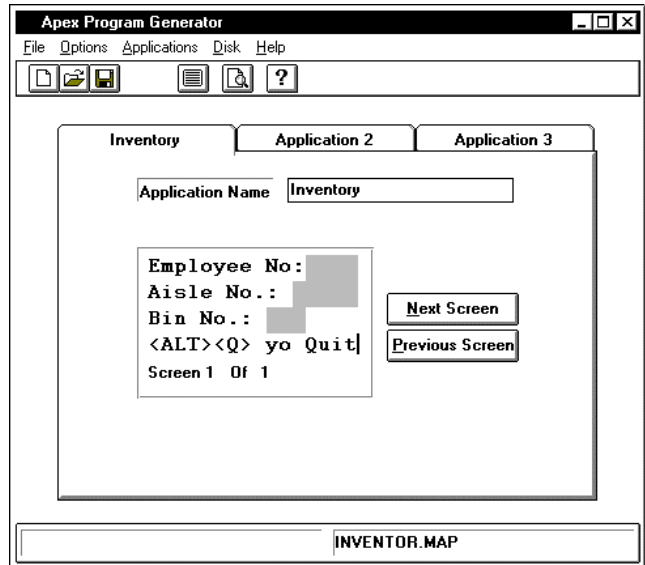 Apex Program Generator
File Options Applications Disk Help
?
Inventory Application 2 Application 3
Application Name Inventory
Employee No:
Aisle No.:
Bin No.:
<ALT><Q> yo Quit
Screen 1 Of 1
Next Screen
Previous Screen
INVENTOR.MAP